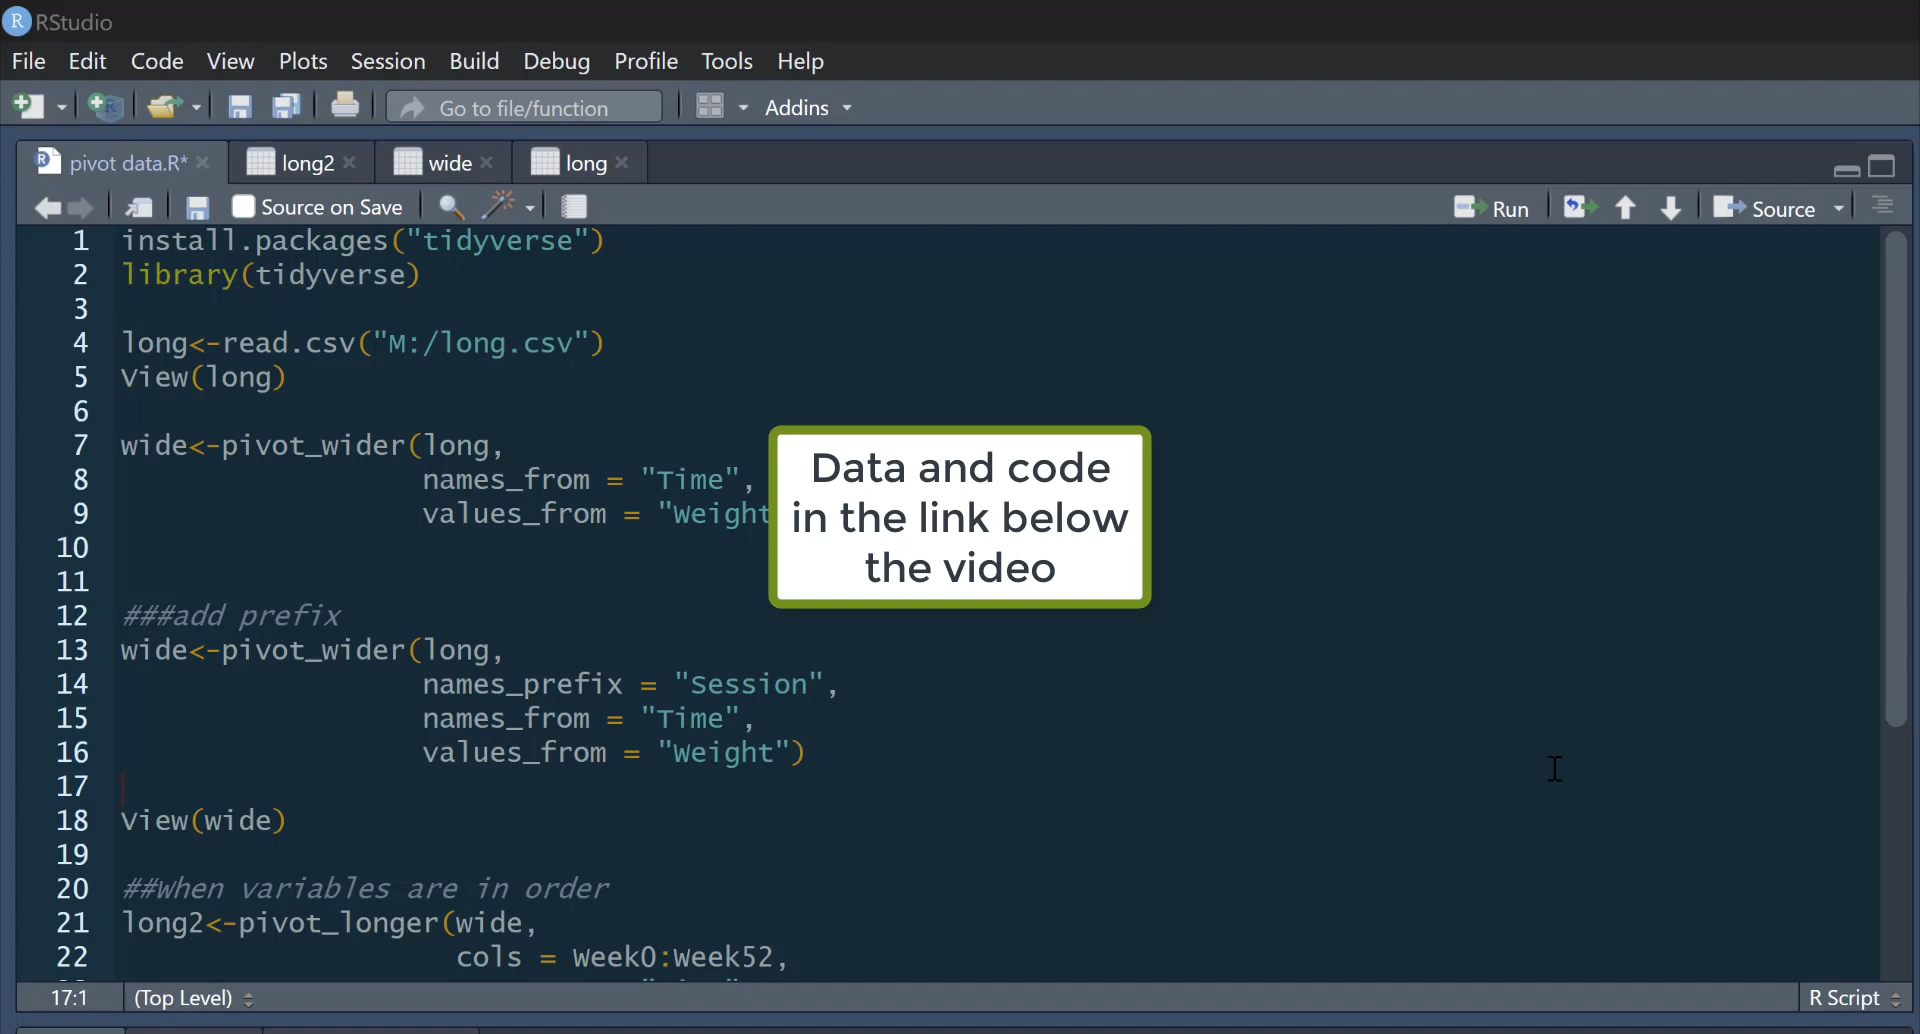 RStudio
File Edit Code View Plots Session Build Debug Profile Tools Help
Go to file/function Addins
pivot data.R* long2 wide long
Source on Save Run Source
1 install.packages("tidyverse")
2 library(tidyverse)
3
4 long<-read.csv("M:/long.csv")
5 View(long)
6
7 wide<-pivot_wider(long,
8 names_from = "Time",
9 values_from = "Weight
10
11
12 ###add prefix
13 wide<-pivot_wider(long,
14 names_prefix = "Session",
15 names_from = "Time",
16 values_from = "Weight")
17
18 View(wide)
19
20 ##When variables are in order
21 long2<-pivot_longer(wide,
22 cols = Week0:Week52,
Data and code
in the link below
the video
17:1 (Top Level) R Script